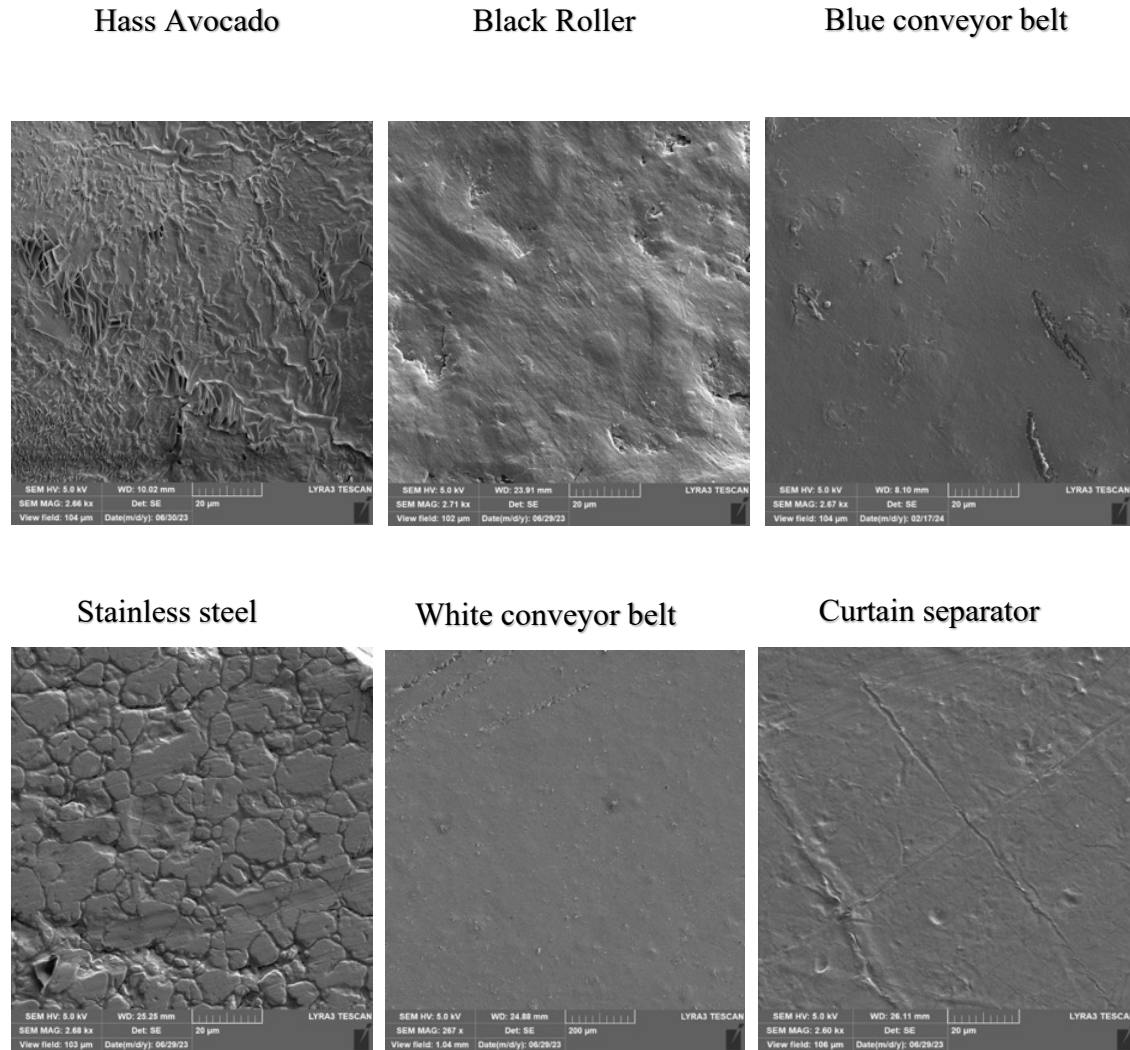 Hass Avocado
Black Roller
Blue conveyor belt
SEM HV: 5.0 kV WD: 10.02 mm LYRA3 TESCAN
SEM MAG: 2.66 kx Det: SE 20 µm
View field: 104 µm Date(m/d/y): 06/30/23
SEM HV: 5.0 kV WD: 23.91 mm LYRA3 TESCAN
SEM MAG: 2.71 kx Det: SE 20 µm
View field: 102 µm Date(m/d/y): 06/29/23
SEM HV: 5.0 kV WD: 8.10 mm LYRA3 TESCAN
SEM MAG: 2.67 kx Det: SE 20 µm
View field: 104 µm Date(m/d/y): 02/17/24
Stainless steel
White conveyor belt
Curtain separator
SEM HV: 5.0 kV WD: 25.25 mm LYRA3 TESCAN
SEM MAG: 2.68 kx Det: SE 20 µm
View field: 103 µm Date(m/d/y): 06/29/23
SEM HV: 5.0 kV WD: 24.88 mm LYRA3 TESCAN
SEM MAG: 267 x Det: SE 200 µm
View field: 1.04 mm Date(m/d/y): 06/29/23
SEM HV: 5.0 kV WD: 26.11 mm LYRA3 TESCAN
SEM MAG: 2.60 kx Det: SE 20 µm
View field: 106 µm Date(m/d/y): 06/29/23